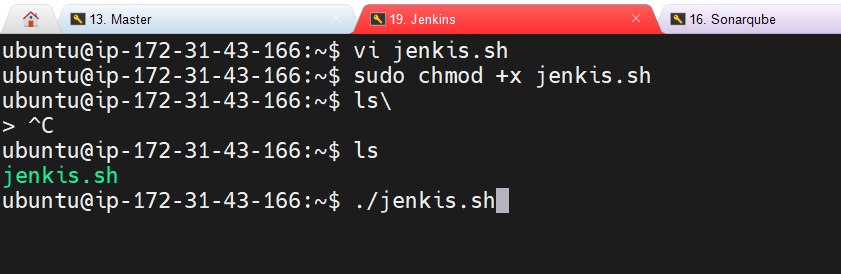 13. Master
19. Jenkins
16. Sonarqube
ubuntu@ip-172-31-43-166:~$ vi jenkis.sh
ubuntu@ip-172-31-43-166:~$ sudo chmod +x jenkis.sh
ubuntu@ip-172-31-43-166:~$ ls\
> ^C
ubuntu@ip-172-31-43-166:~$ ls
jenkis.sh
ubuntu@ip-172-31-43-166:~$ ./jenkis.sh